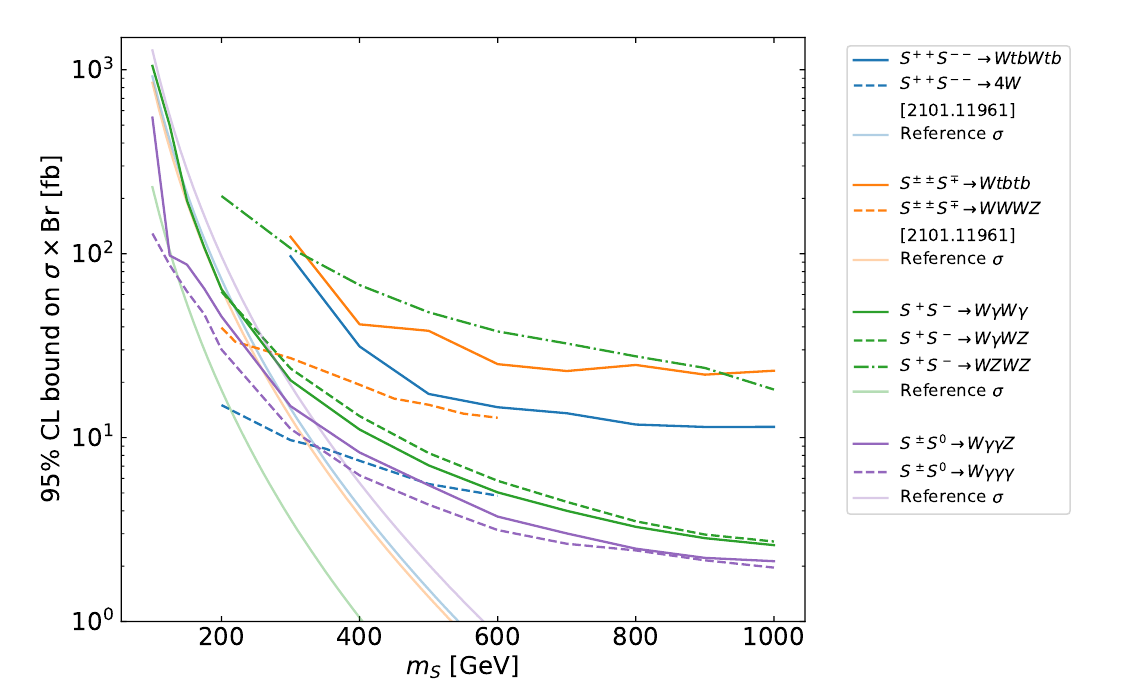 95% CL bound on σ × Br [fb]
10³
10²
10¹
10⁰
200 400 600 800 1000
m_S [GeV]
S⁺⁺S⁻⁻ → WtbWtb
S⁺⁺S⁻⁻ → 4W
[2101.11961]
Reference σ
S^{±±}S^∓ → Wtbtb
S^{±±}S^∓ → WWWZ
[2101.11961]
Reference σ
S⁺S⁻ → WγWγ
S⁺S⁻ → WγWZ
S⁺S⁻ → WZWZ
Reference σ
S^±S⁰ → WγγZ
S^±S⁰ → Wγγγ
Reference σ